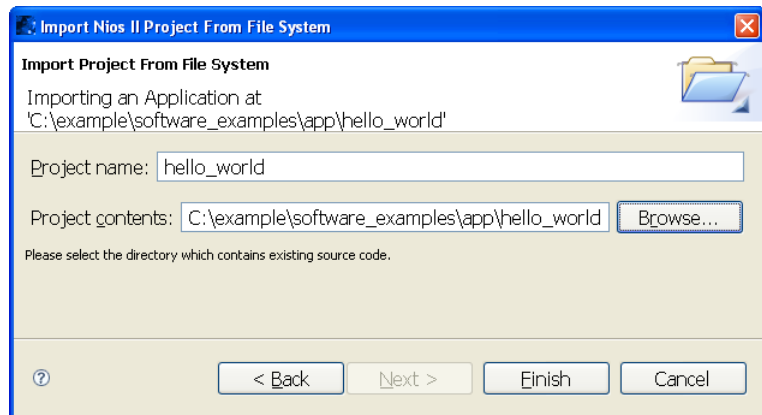 Import Nios II Project From File System
Import Project From File System
Importing an Application at
'C:\example\software_examples\app\hello_world'
Project name: hello_world
Project contents: C:\example\software_examples\app\hello_world Browse...
Please select the directory which contains existing source code.
? < Back Next > Finish Cancel